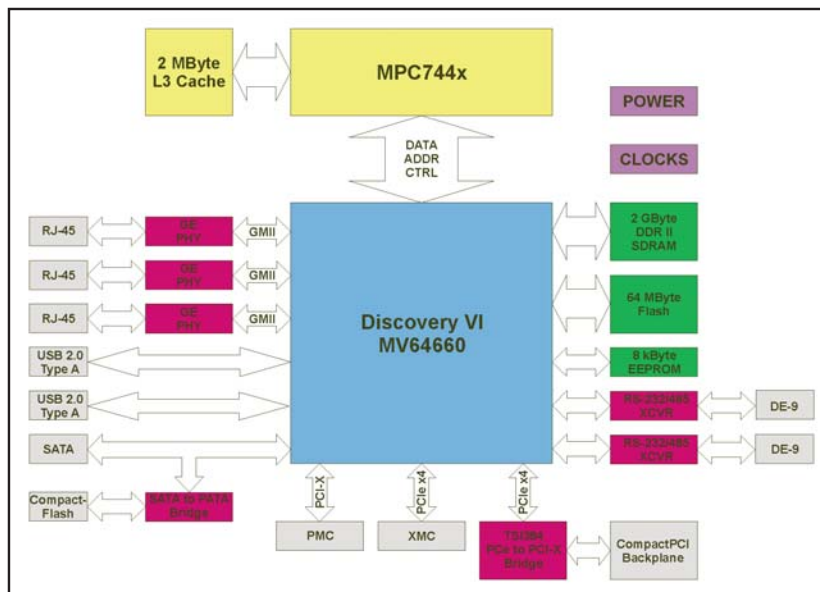 2 MByte
L3 Cache
MPC744x
POWER
CLOCKS
DATA
ADDR
CTRL
RJ-45
GE
PHY
GMII
RJ-45
GE
PHY
GMII
RJ-45
GE
PHY
GMII
USB 2.0
Type A
USB 2.0
Type A
SATA
Compact-
Flash
SATA to PATA
Bridge
Discovery VI
MV64660
2 GByte
DDR II
SDRAM
64 MByte
Flash
8 kByte
EEPROM
RS-232/485
XCVR
DE-9
RS-232/485
XCVR
DE-9
PCI-X
PCIe x4
PCIe x4
PMC
XMC
TSI384
PCe to PCI-X
Bridge
CompactPCI
Backplane